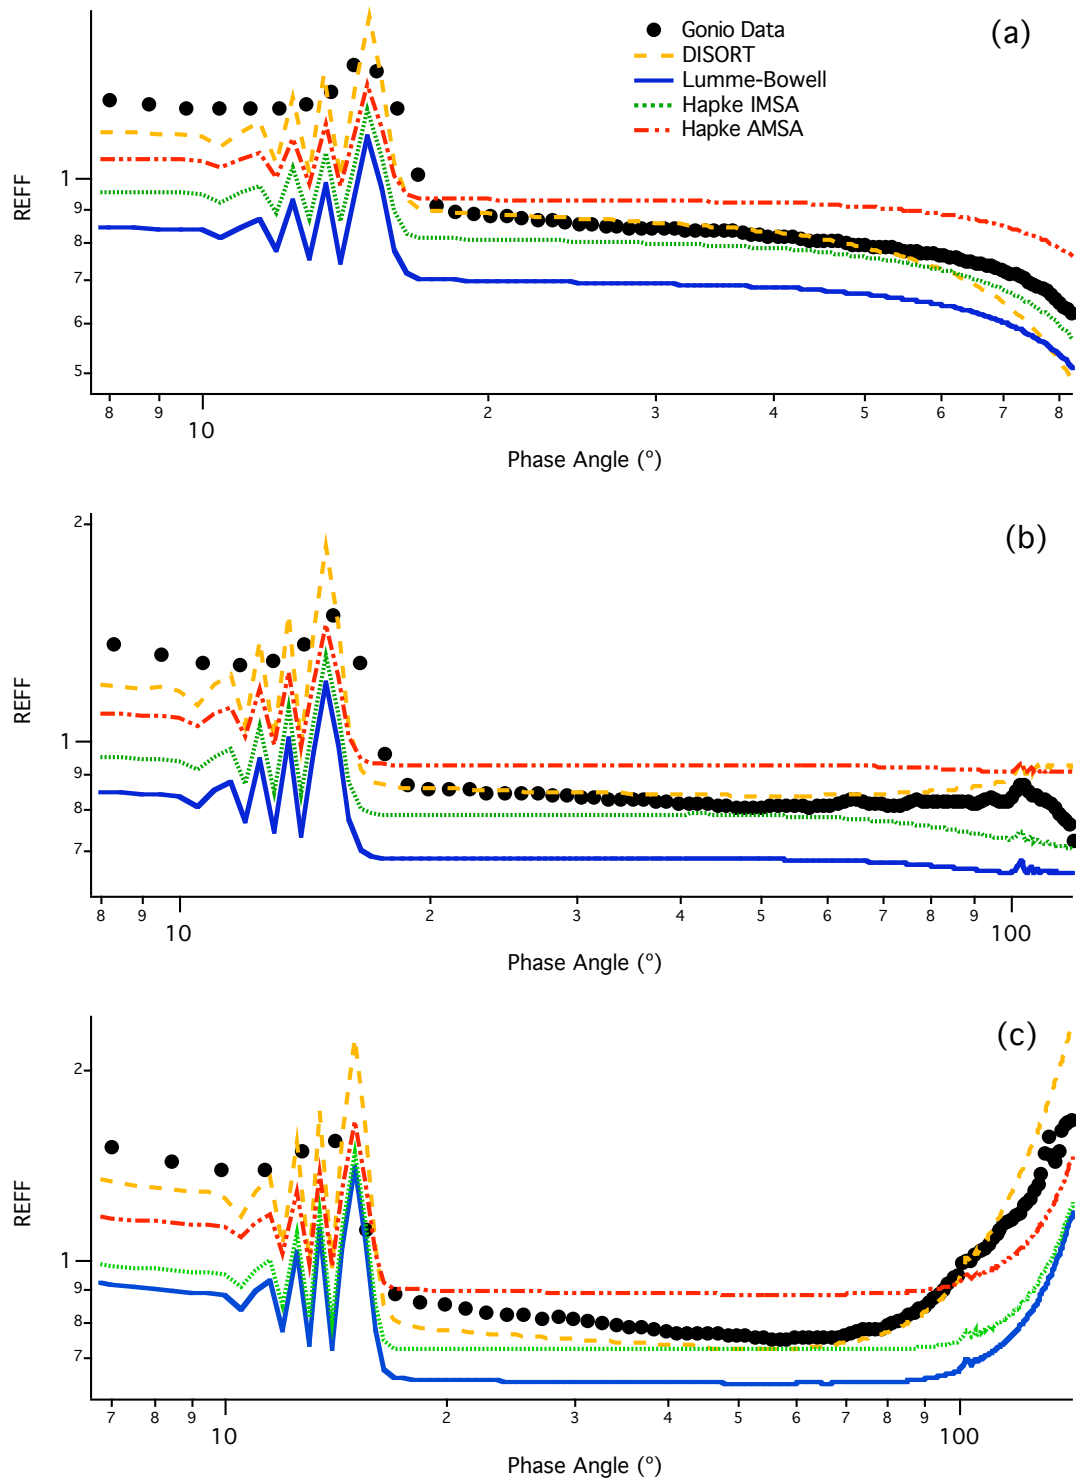 (a)
Gonio Data
DISORT
Lumme-Bowell
Hapke IMSA
Hapke AMSA
REFF
1
9
8
7
6
5
8 9 10 2 3 4 5 6 7 8
Phase Angle (º)
(b)
REFF
2
1
9
8
7
8 9 10 2 3 4 5 6 7 8 9 100
Phase Angle (º)
(c)
REFF
2
1
9
8
7
7 8 9 10 2 3 4 5 6 7 8 9 100
Phase Angle (º)